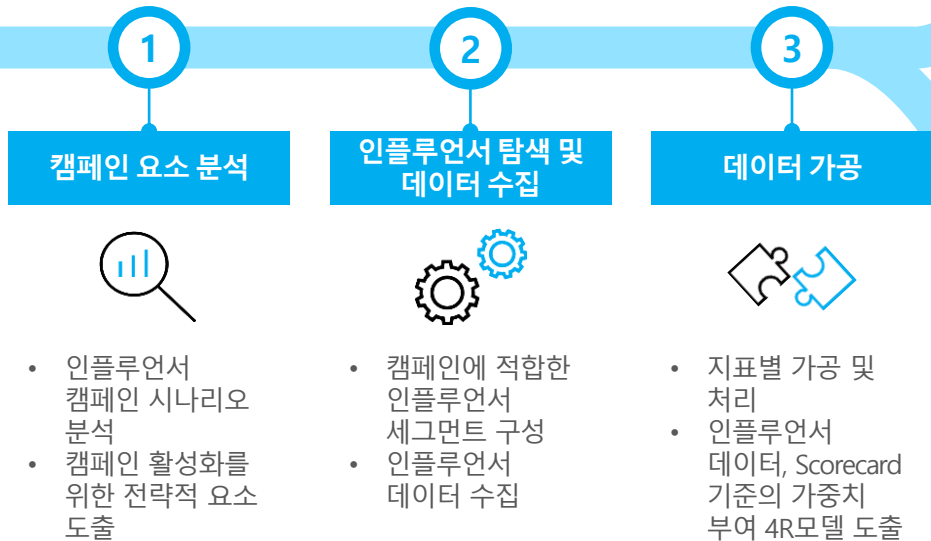 1
캠페인 요소 분석
• 인플루언서
캠페인 시나리오
분석
• 캠페인 활성화를
위한 전략적 요소
도출
2
인플루언서 탐색 및
데이터 수집
• 캠페인에 적합한
인플루언서
세그먼트 구성
• 인플루언서
데이터 수집
3
데이터 가공
• 지표별 가공 및
처리
• 인플루언서
데이터, Scorecard
기준의 가중치
부여 4R모델 도출